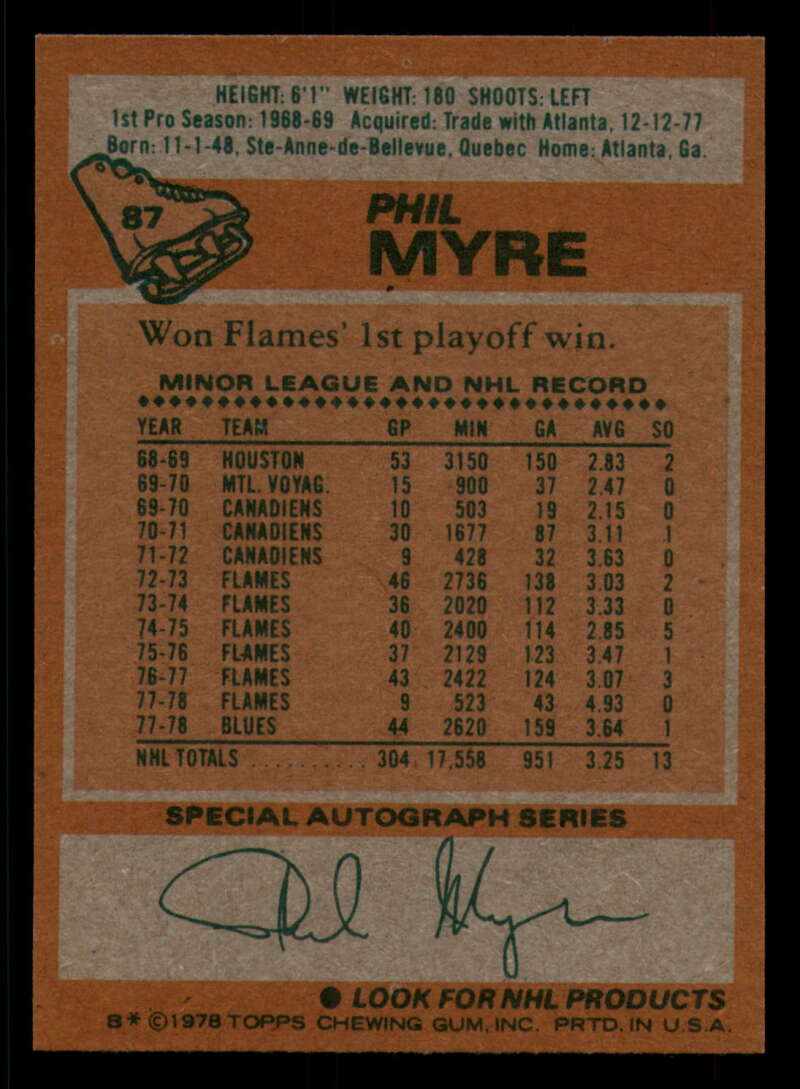 HEIGHT: 6'1" WEIGHT: 180 SHOOTS: LEFT
1st Pro Season: 1968-69 Acquired: Trade with Atlanta, 12-12-77
Born: 11-1-48, Ste-Anne-de-Bellevue, Quebec Home: Atlanta, Ga.
87
PHIL
MYRE
Won Flames' 1st playoff win.
MINOR LEAGUE AND NHL RECORD
YEAR TEAM GP MIN GA AVG SO
68-69 HOUSTON 53 3150 150 2.83 2
69-70 MTL. VOYAG. 15 900 37 2.47 0
69-70 CANADIENS 10 503 19 2.15 0
70-71 CANADIENS 30 1677 87 3.11 1
71-72 CANADIENS 9 428 32 3.63 0
72-73 FLAMES 46 2736 138 3.03 2
73-74 FLAMES 36 2020 112 3.33 0
74-75 FLAMES 40 2400 114 2.85 5
75-76 FLAMES 37 2129 123 3.47 1
76-77 FLAMES 43 2422 124 3.07 3
77-78 FLAMES 9 523 43 4.93 0
77-78 BLUES 44 2620 159 3.64 1
NHL TOTALS .......... 304 17,558 951 3.25 13
SPECIAL AUTOGRAPH SERIES
Phil Myre
● LOOK FOR NHL PRODUCTS
B* ©1978 TOPPS CHEWING GUM, INC. PRTD. IN U.S.A.